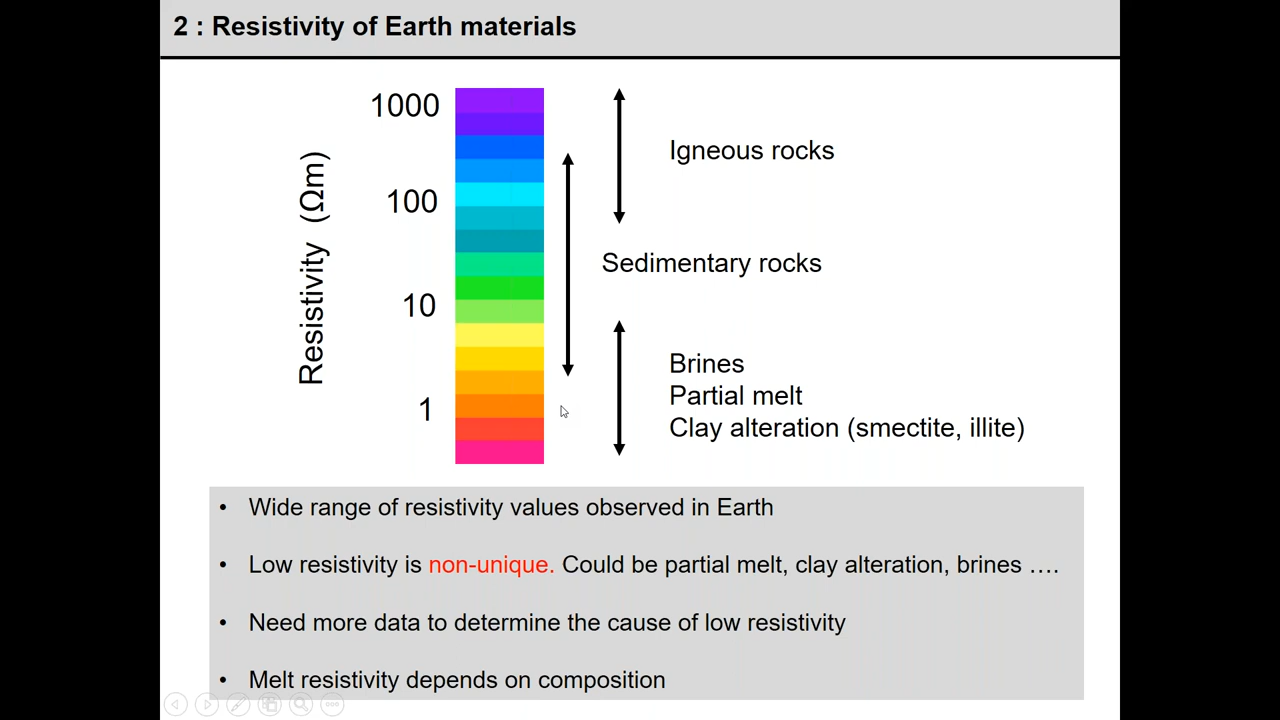 2 : Resistivity of Earth materials
Resistivity (Ωm)
1000
100
10
1
Igneous rocks
Sedimentary rocks
Brines
Partial melt
Clay alteration (smectite, illite)
• Wide range of resistivity values observed in Earth
• Low resistivity is non-unique. Could be partial melt, clay alteration, brines ….
• Need more data to determine the cause of low resistivity
• Melt resistivity depends on composition